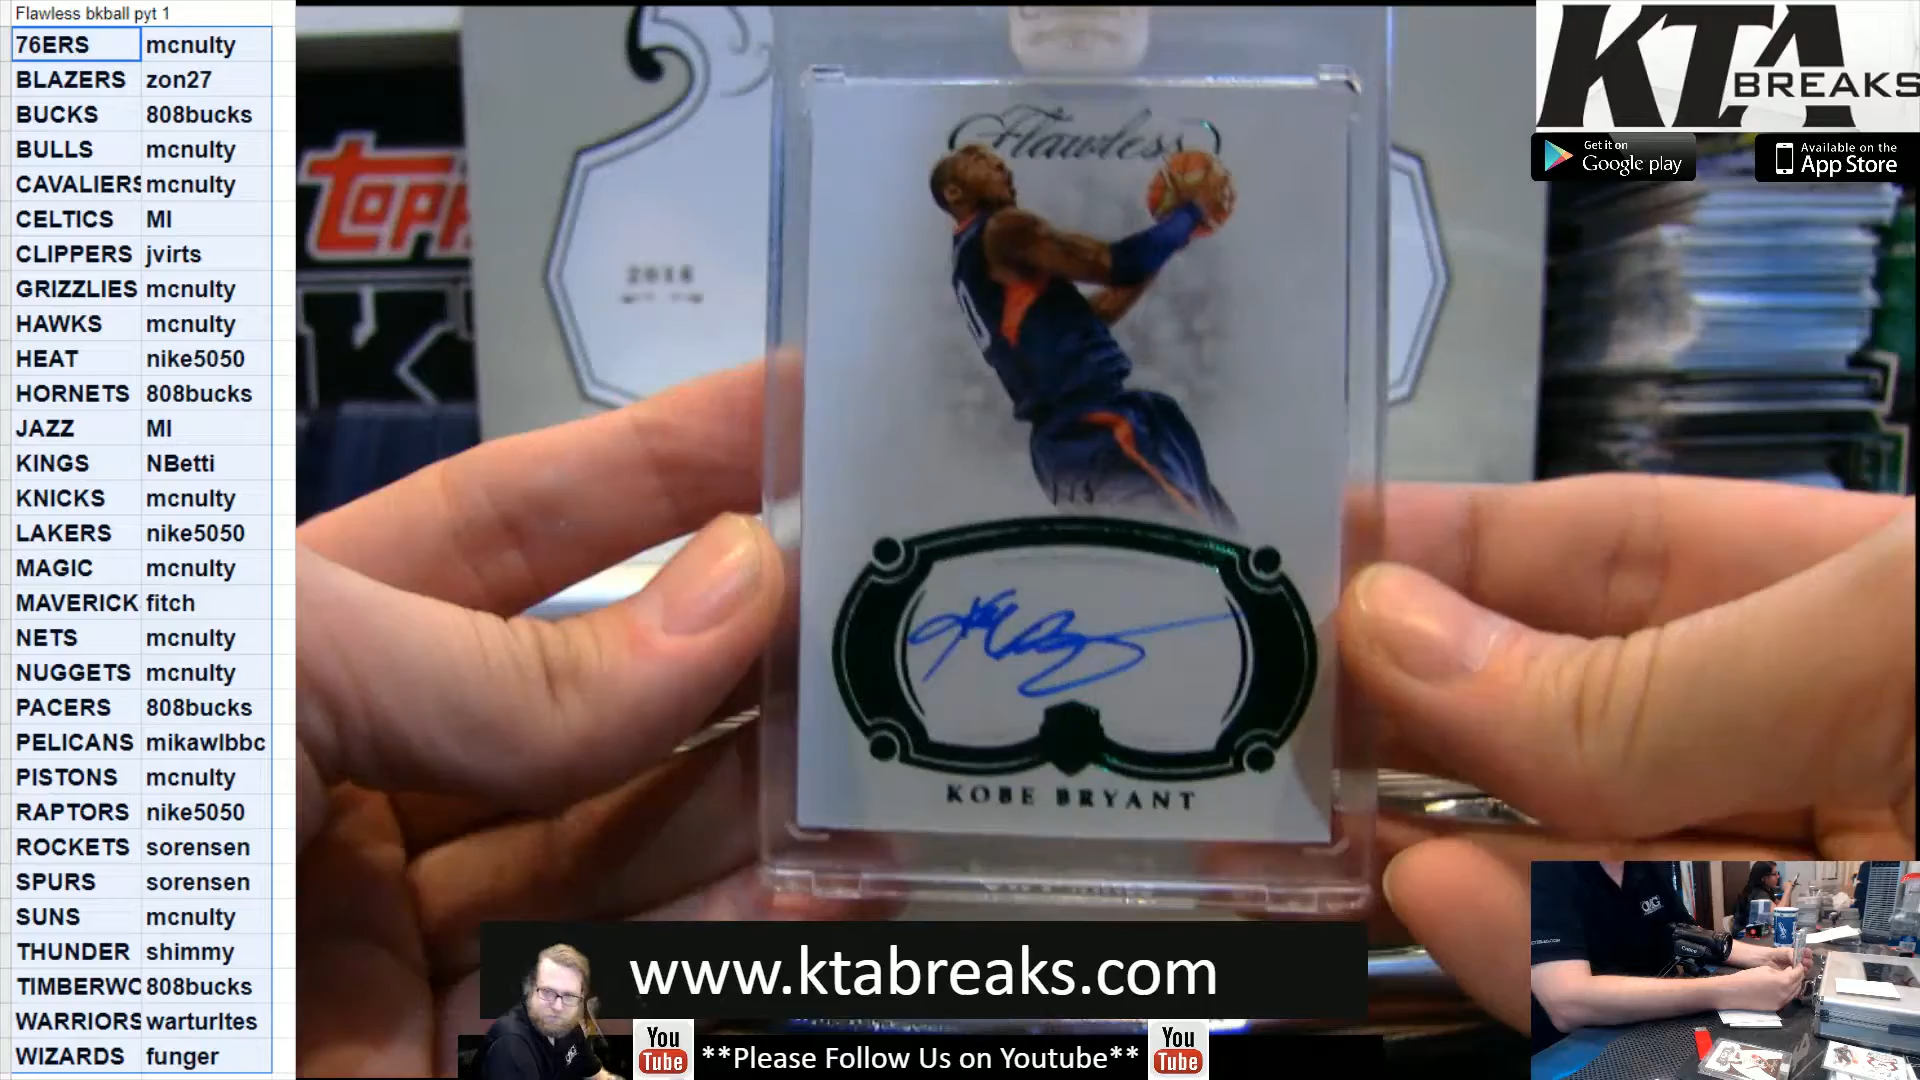 Flawless bkball pyt 1
76ERS mcnulty
BLAZERS zon27
BUCKS 808bucks
BULLS mcnulty
CAVALIERS mcnulty
CELTICS MI
CLIPPERS jvirts
GRIZZLIES mcnulty
HAWKS mcnulty
HEAT nike5050
HORNETS 808bucks
JAZZ MI
KINGS NBetti
KNICKS mcnulty
LAKERS nike5050
MAGIC mcnulty
MAVERICK fitch
NETS mcnulty
NUGGETS mcnulty
PACERS 808bucks
PELICANS mikawlbbc
PISTONS mcnulty
RAPTORS nike5050
ROCKETS sorensen
SPURS sorensen
SUNS mcnulty
THUNDER shimmy
TIMBERWO 808bucks
WARRIORS warturltes
WIZARDS funger
TOPP
2016
Flawless
KOBE BRYANT
KTA
BREAKS
Get it on
Google play
Available on the
App Store
www.ktabreaks.com
You Tube **Please Follow Us on Youtube** You Tube